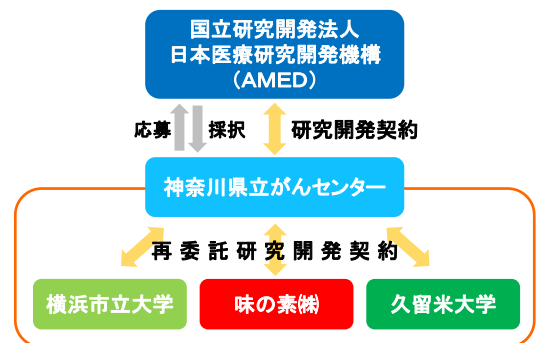 国立研究開発法人
日本医療研究開発機構
（AMED）
応募
採択
研究開発契約
神奈川県立がんセンター
再委託研究開発契約
横浜市立大学
味の素㈱
久留米大学